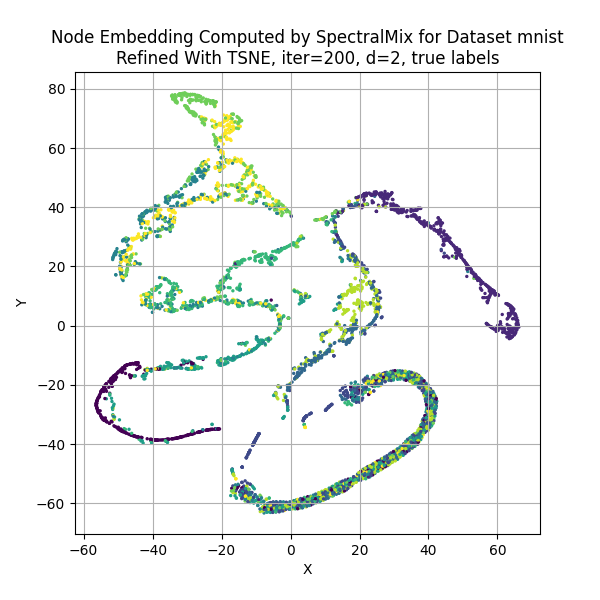 Node Embedding Computed by SpectralMix for Dataset mnist
Refined With TSNE, iter=200, d=2, true labels
80
60
40
20
0
−20
−40
−60
Y
−60 −40 −20 0 20 40 60
X